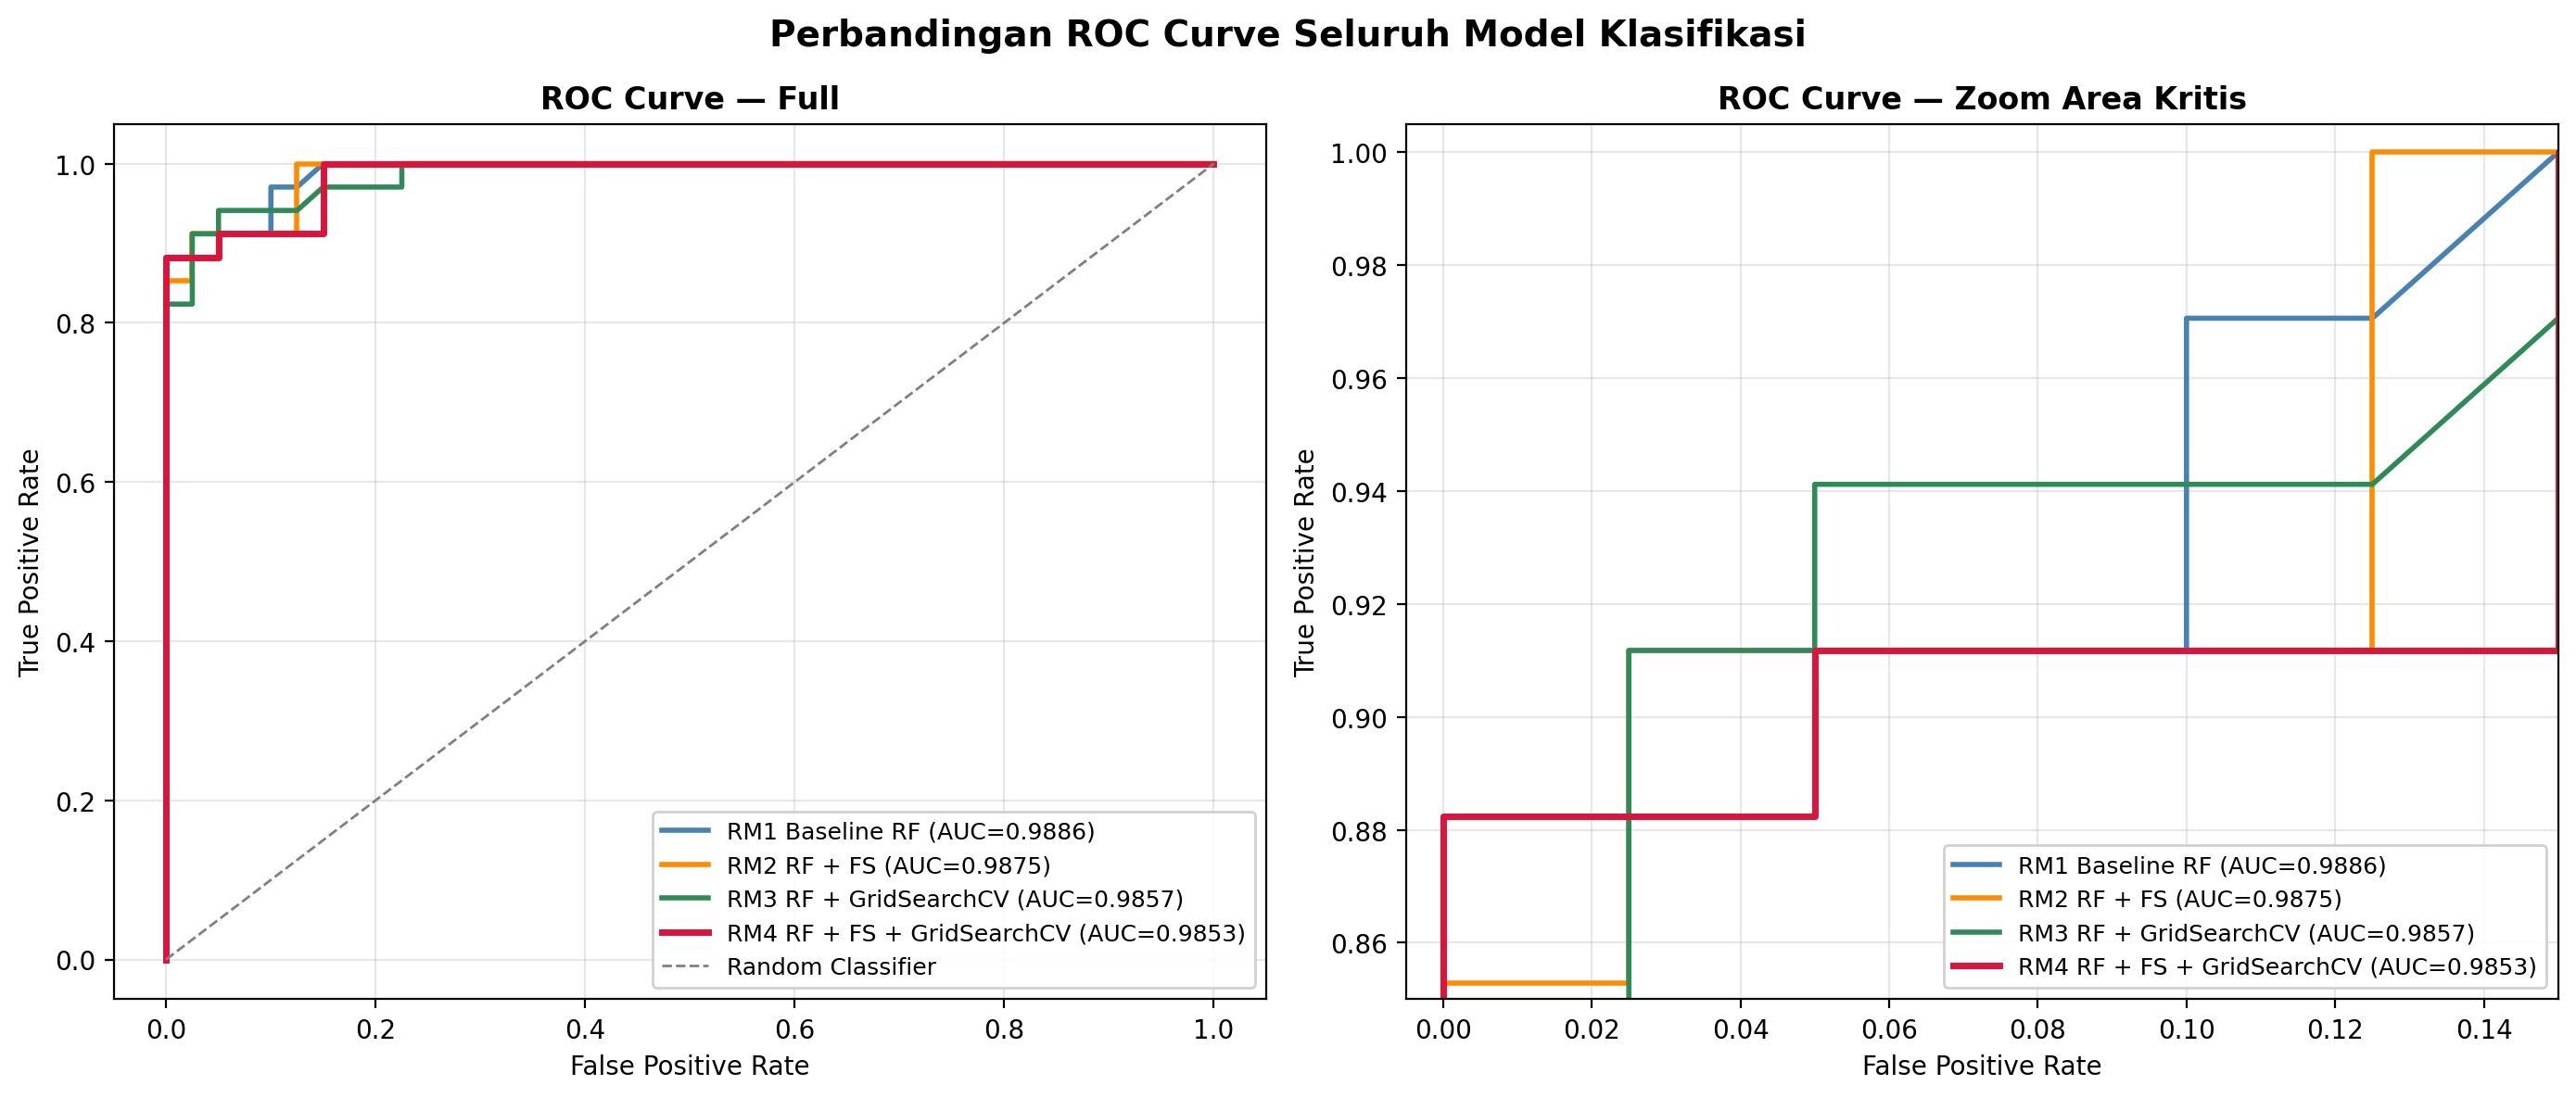 Perbandingan ROC Curve Seluruh Model Klasifikasi
ROC Curve — Full
True Positive Rate
1.0
0.8
0.6
0.4
0.2
0.0
0.0 0.2 0.4 0.6 0.8 1.0
False Positive Rate
RM1 Baseline RF (AUC=0.9886)
RM2 RF + FS (AUC=0.9875)
RM3 RF + GridSearchCV (AUC=0.9857)
RM4 RF + FS + GridSearchCV (AUC=0.9853)
Random Classifier
ROC Curve — Zoom Area Kritis
True Positive Rate
1.00
0.98
0.96
0.94
0.92
0.90
0.88
0.86
0.00 0.02 0.04 0.06 0.08 0.10 0.12 0.14
False Positive Rate
RM1 Baseline RF (AUC=0.9886)
RM2 RF + FS (AUC=0.9875)
RM3 RF + GridSearchCV (AUC=0.9857)
RM4 RF + FS + GridSearchCV (AUC=0.9853)